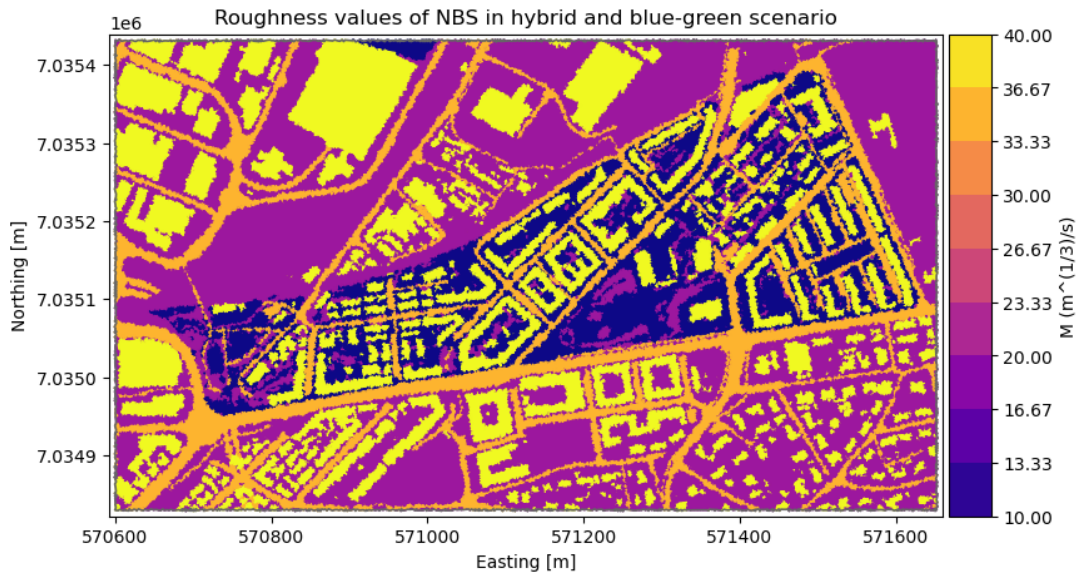 Roughness values of NBS in hybrid and blue-green scenario
1e6
7.0354
7.0353
7.0352
7.0351
7.0350
7.0349
Northing [m]
570600 570800 571000 571200 571400 571600
Easting [m]
40.00
36.67
33.33
30.00
26.67
23.33
20.00
16.67
13.33
10.00
M (m^(1/3)/s)